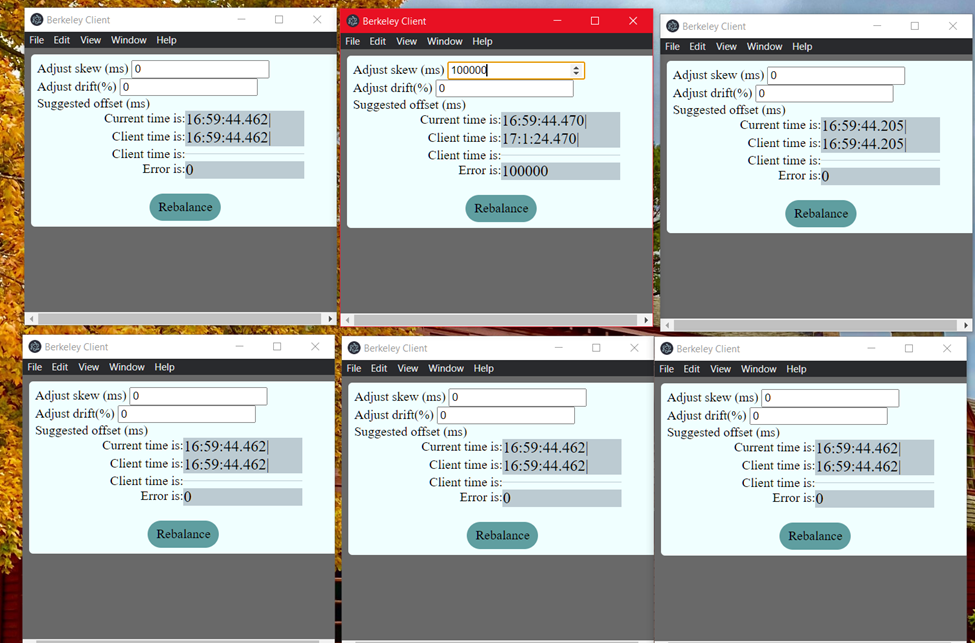 Berkeley Client
File Edit View Window Help
Adjust skew (ms) 0
Adjust drift(%) 0
Suggested offset (ms)
Current time is: 16:59:44.462|
Client time is: 16:59:44.462|
Client time is:
Error is: 0
Rebalance
Berkeley Client
File Edit View Window Help
Adjust skew (ms) 100000
Adjust drift(%) 0
Suggested offset (ms)
Current time is: 16:59:44.470|
Client time is: 17:1:24.470|
Client time is:
Error is: 100000
Rebalance
Berkeley Client
File Edit View Window Help
Adjust skew (ms) 0
Adjust drift(%) 0
Suggested offset (ms)
Current time is: 16:59:44.205|
Client time is: 16:59:44.205|
Client time is:
Error is: 0
Rebalance
Berkeley Client
File Edit View Window Help
Adjust skew (ms) 0
Adjust drift(%) 0
Suggested offset (ms)
Current time is: 16:59:44.462|
Client time is: 16:59:44.462|
Client time is:
Error is: 0
Rebalance
Berkeley Client
File Edit View Window Help
Adjust skew (ms) 0
Adjust drift(%) 0
Suggested offset (ms)
Current time is: 16:59:44.462|
Client time is: 16:59:44.462|
Client time is:
Error is: 0
Rebalance
Berkeley Client
File Edit View Window Help
Adjust skew (ms) 0
Adjust drift(%) 0
Suggested offset (ms)
Current time is: 16:59:44.462|
Client time is: 16:59:44.462|
Client time is:
Error is: 0
Rebalance